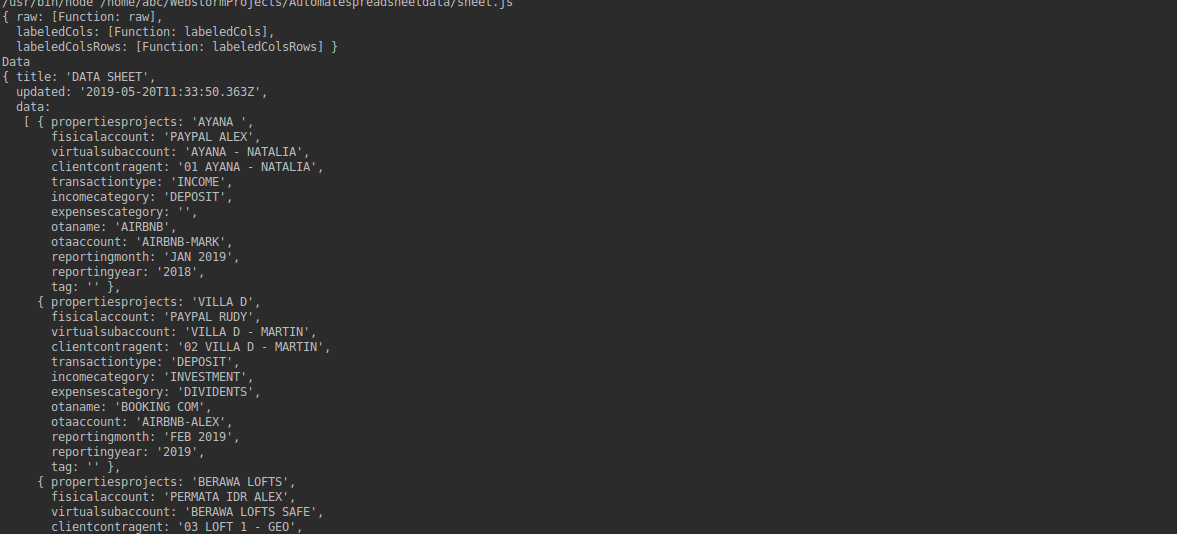 /usr/bin/node /home/abc/WebstormProjects/Automatespreadsheetdata/sheet.js
{ raw: [Function: raw],
  labeledCols: [Function: labeledCols],
  labeledColsRows: [Function: labeledColsRows] }
Data
{ title: 'DATA SHEET',
  updated: '2019-05-20T11:33:50.363Z',
  data:
   [ { propertiesprojects: 'AYANA ',
       fisicalaccount: 'PAYPAL ALEX',
       virtualsubaccount: 'AYANA - NATALIA',
       clientcontragent: '01 AYANA - NATALIA',
       transactiontype: 'INCOME',
       incomecategory: 'DEPOSIT',
       expensescategory: '',
       otaname: 'AIRBNB',
       otaaccount: 'AIRBNB-MARK',
       reportingmonth: 'JAN 2019',
       reportingyear: '2018',
       tag: '' },
     { propertiesprojects: 'VILLA D',
       fisicalaccount: 'PAYPAL RUDY',
       virtualsubaccount: 'VILLA D - MARTIN',
       clientcontragent: '02 VILLA D - MARTIN',
       transactiontype: 'DEPOSIT',
       incomecategory: 'INVESTMENT',
       expensescategory: 'DIVIDENTS',
       otaname: 'BOOKING COM',
       otaaccount: 'AIRBNB-ALEX',
       reportingmonth: 'FEB 2019',
       reportingyear: '2019',
       tag: '' },
     { propertiesprojects: 'BERAWA LOFTS',
       fisicalaccount: 'PERMATA IDR ALEX',
       virtualsubaccount: 'BERAWA LOFTS SAFE',
       clientcontragent: '03 LOFT 1 - GEO',